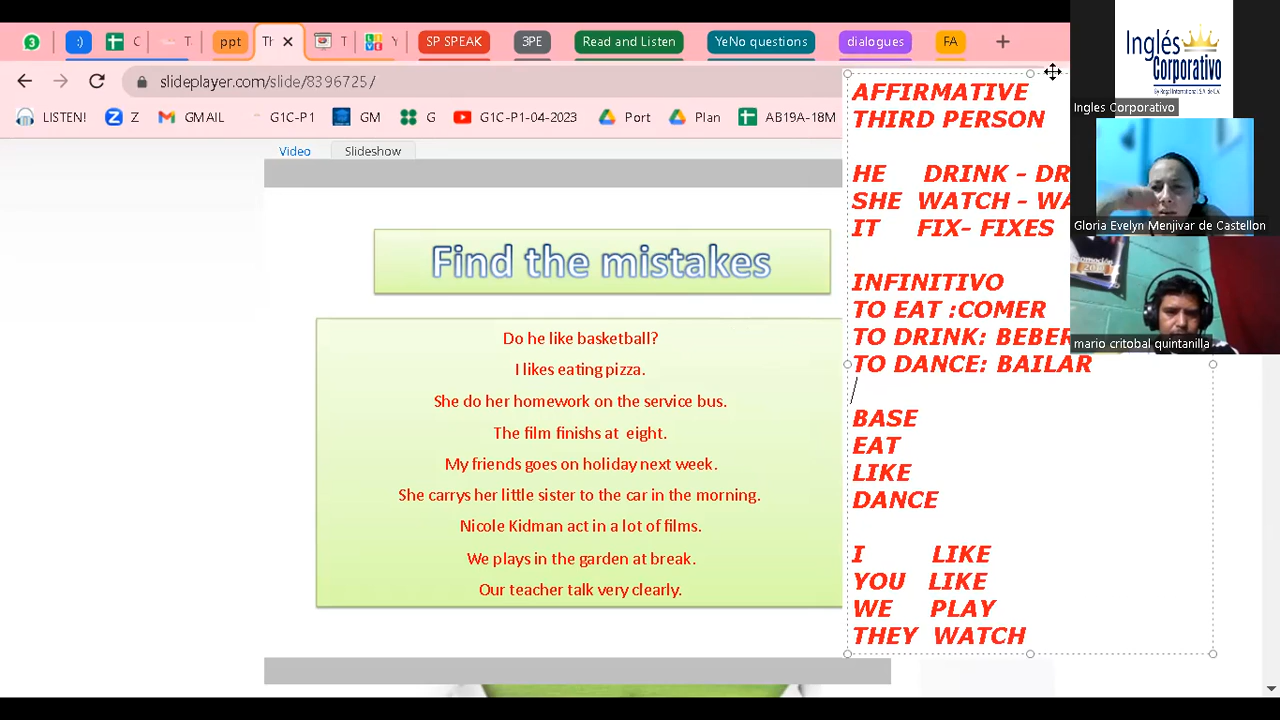 C
T
ppt
Th
T
Y
SP SPEAK
3PE
Read and Listen
YeNo questions
dialogues
FA
slideplayer.com/slide/8396725/
LISTEN!
Z
GMAIL
G1C-P1
GM
G
G1C-P1-04-2023
Port
Plan
AB19A-18M
Video
Slideshow
Find the mistakes
Do he like basketball?
I likes eating pizza.
She do her homework on the service bus.
The film finishs at eight.
My friends goes on holiday next week.
She carrys her little sister to the car in the morning.
Nicole Kidman act in a lot of films.
We plays in the garden at break.
Our teacher talk very clearly.
AFFIRMATIVE
THIRD PERSON
HE DRINK - DR
SHE WATCH - WA
IT FIX- FIXES
INFINITIVO
TO EAT :COMER
TO DRINK: BEBER
TO DANCE: BAILAR
/
BASE
EAT
LIKE
DANCE
I LIKE
YOU LIKE
WE PLAY
THEY WATCH
Inglés
Corporativo
Ingles Corporativo
Gloria Evelyn Menjivar de Castellon
mario critobal quintanilla